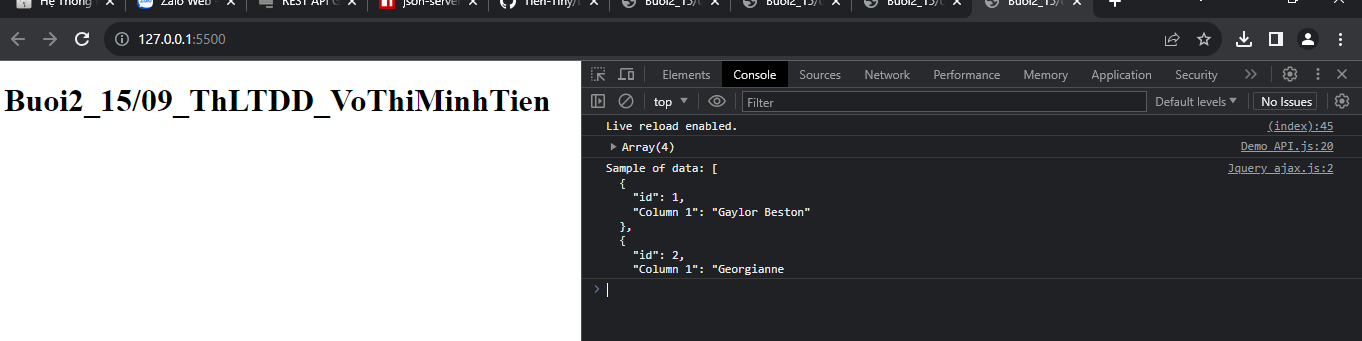 Hệ Thống
Zalo Web -
REST API G
json-server
Tien-Tiny/
Buoi2_15/
Buoi2_15/
Buoi2_15/
Buoi2_15/
127.0.0.1:5500
Buoi2_15/09_ThLTDD_VoThiMinhTien
Elements Console Sources Network Performance Memory Application Security
top Filter Default levels No Issues
Live reload enabled. (index):45
Array(4) Demo API.js:20
Sample of data: [ Jquery ajax.js:2
{
"id": 1,
"Column 1": "Gaylor Beston"
},
{
"id": 2,
"Column 1": "Georgianne